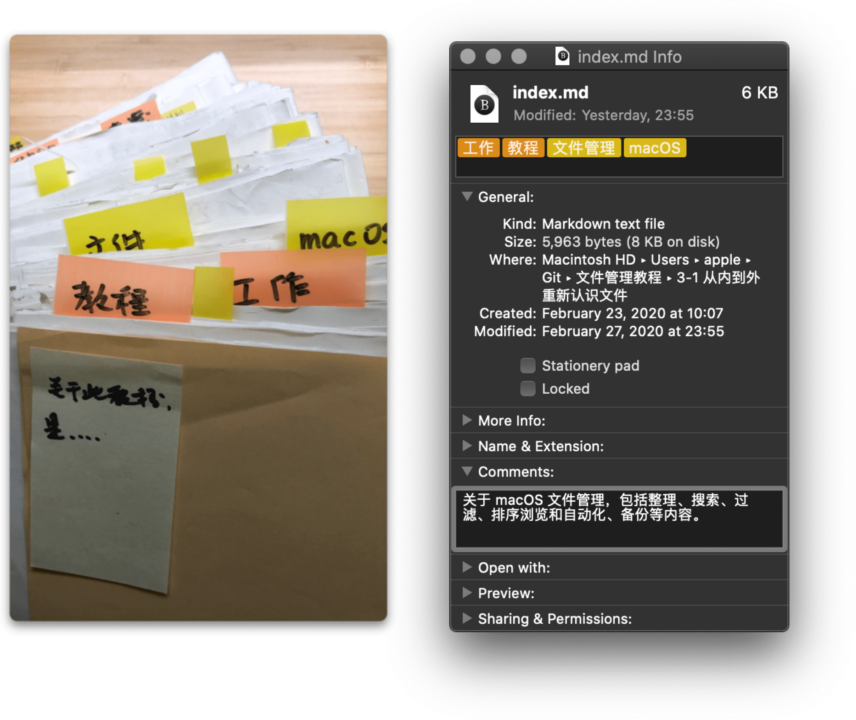 文件
macOS
教程
工作
关于此教程,
是....
index.md Info
index.md
6 KB
Modified: Yesterday, 23:55
工作 教程 文件管理 macOS
General:
Kind: Markdown text file
Size: 5,963 bytes (8 KB on disk)
Where: Macintosh HD ▸ Users ▸ apple ▸
Git ▸ 文件管理教程 ▸ 3-1 从内到外
重新认识文件
Created: February 23, 2020 at 10:07
Modified: February 27, 2020 at 23:55
Stationery pad
Locked
More Info:
Name & Extension:
Comments:
关于 macOS 文件管理，包括整理、搜索、过
滤、排序浏览和自动化、备份等内容。
Open with:
Preview:
Sharing & Permissions: